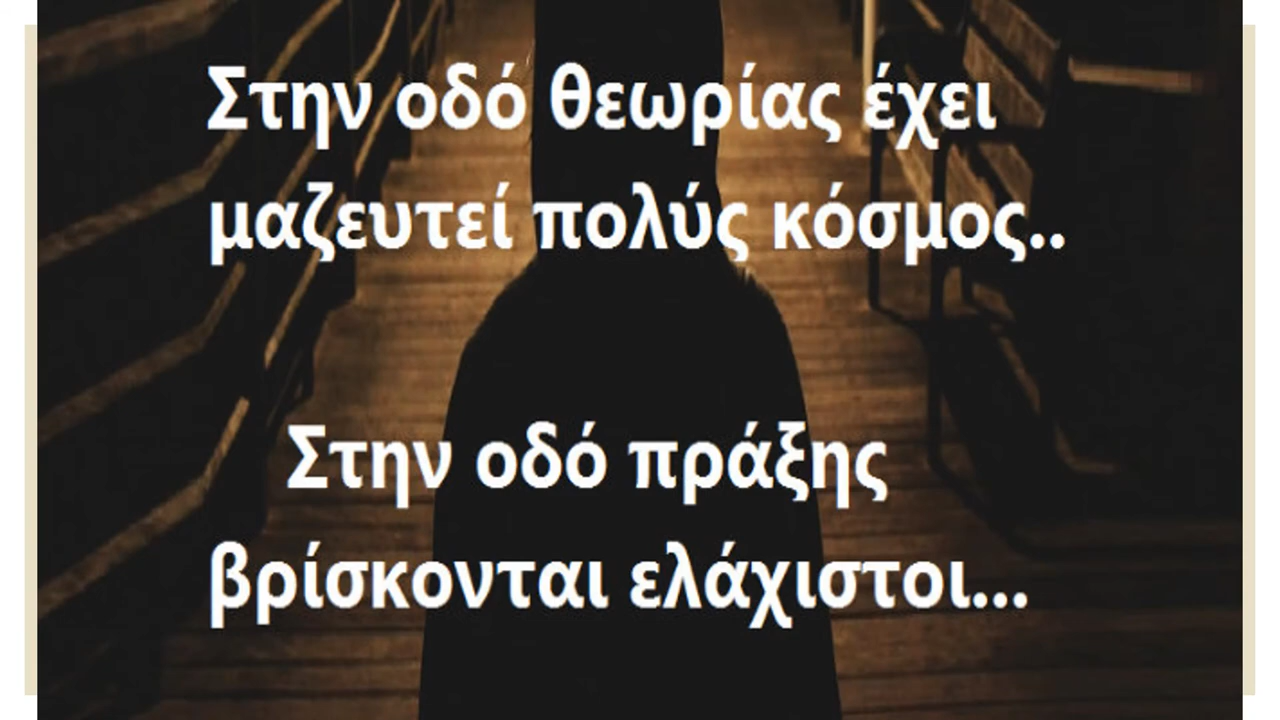 Στην οδό θεωρίας έχει
μαζευτεί πολύς κόσμος..
Στην οδό πράξης
βρίσκονται ελάχιστοι...